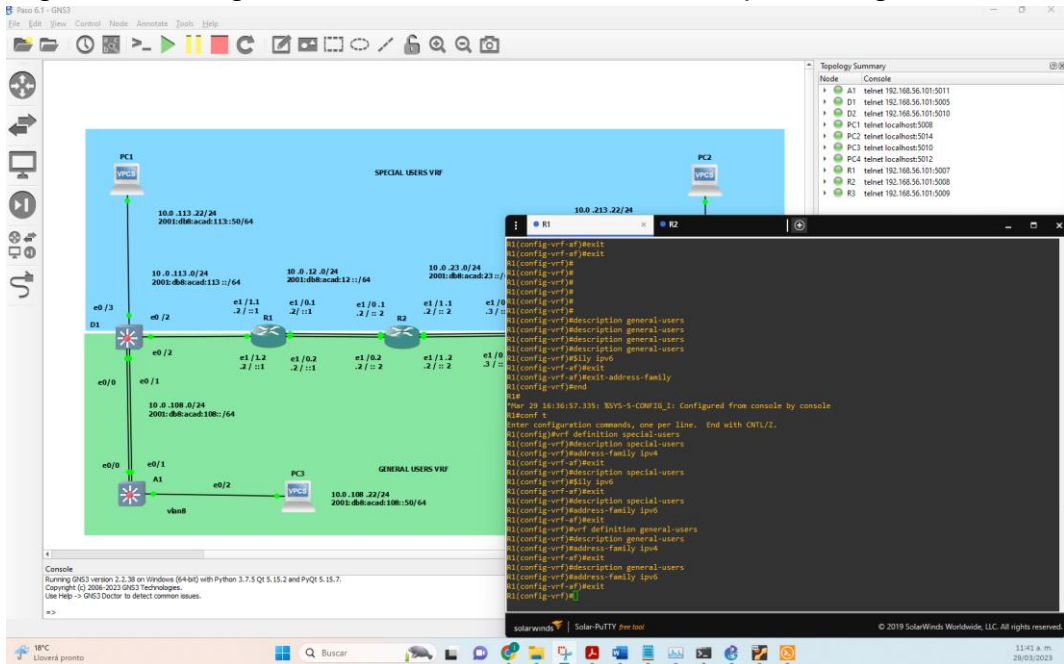 Paso 6.1 - GNS3
File Edit View Control Node Annotate Tools Help
Topology Summary
Node Console
A1 telnet 192.168.56.101:5011
D1 telnet 192.168.56.101:5005
D2 telnet 192.168.56.101:5010
PC1 telnet localhost:5008
PC2 telnet localhost:5014
PC3 telnet localhost:5010
PC4 telnet localhost:5012
R1 telnet 192.168.56.101:5007
R2 telnet 192.168.56.101:5008
R3 telnet 192.168.56.101:5009
PC1
VPCS
SPECIAL USERS VRF
PC2
VPCS
10.0 .113 .22/24
2001:db8:acad:113::50/64
10.0 .213 .22/24
10 .0 .113.0/24
2001:db8:acad:113 ::/64
10 .0 .12 .0/24
2001:db8:acad:12 ::/64
10.0 .23 .0/24
2001:db8:acad:23 ::/
e0/3
D1
e0 /2
e1 /1.1
.2 / ::1
R1
e1 /0.1
.2/ ::1
e1/0 .1
.2 / :: 2
R2
e1 /1 .1
.2 / :: 2
e1/0
.3 /:
e0 /2
e1 /1.2
.2 / ::1
e1 /0.2
.2 / ::1
e1 /0.2
.2 / :: 2
e1 /1 .2
.2 / :: 2
e1 /0
.3 / ::
e0/0
e0 /1
10 .0 .108 .0/24
2001:db8:acad:108:: /64
e0/0
e0/1
A1
vlan8
e0/2
PC3
VPCS
GENERAL USERS VRF
10.0 .108 .22/24
2001:db8:acad:108::50/64
Console
Running GNS3 version 2.2.38 on Windows (64-bit) with Python 3.7.5 Qt 5.15.2 and PyQt 5.15.7.
Copyright (c) 2006-2023 GNS3 Technologies.
Use Help -> GNS3 Doctor to detect common issues.
=>
R1
R2
R1(config-vrf-af)#exit
R1(config-vrf-af)#exit
R1(config-vrf)#
R1(config-vrf)#
R1(config-vrf)#
R1(config-vrf)#
R1(config-vrf)#
R1(config-vrf)#
R1(config-vrf)#description general-users
R1(config-vrf)#description general-users
R1(config-vrf)#description general-users
R1(config-vrf)#description general-users
R1(config-vrf)#$ily ipv6
R1(config-vrf-af)#exit
R1(config-vrf)#exit-address-family
R1(config-vrf)#end
R1#
*Mar 29 16:36:57.335: %SYS-5-CONFIG_I: Configured from console by console
R1#conf t
Enter configuration commands, one per line. End with CNTL/Z.
R1(config)#vrf definition special-users
R1(config-vrf)#description special-users
R1(config-vrf)#address-family ipv4
R1(config-vrf-af)#exit
R1(config-vrf)#description special-users
R1(config-vrf)#$ily ipv6
R1(config-vrf-af)#exit
R1(config-vrf)#description special-users
R1(config-vrf)#address-family ipv6
R1(config-vrf-af)#exit
R1(config-vrf)#vrf definition general-users
R1(config-vrf)#description general-users
R1(config-vrf)#address-family ipv4
R1(config-vrf-af)#exit
R1(config-vrf)#description general-users
R1(config-vrf)#address-family ipv6
R1(config-vrf-af)#exit
R1(config-vrf)#
solarwinds Solar-PuTTY free tool
© 2019 SolarWinds Worldwide, LLC. All rights reserved.
18°C
Lloverá pronto
Buscar
11:41 a. m.
29/03/2023